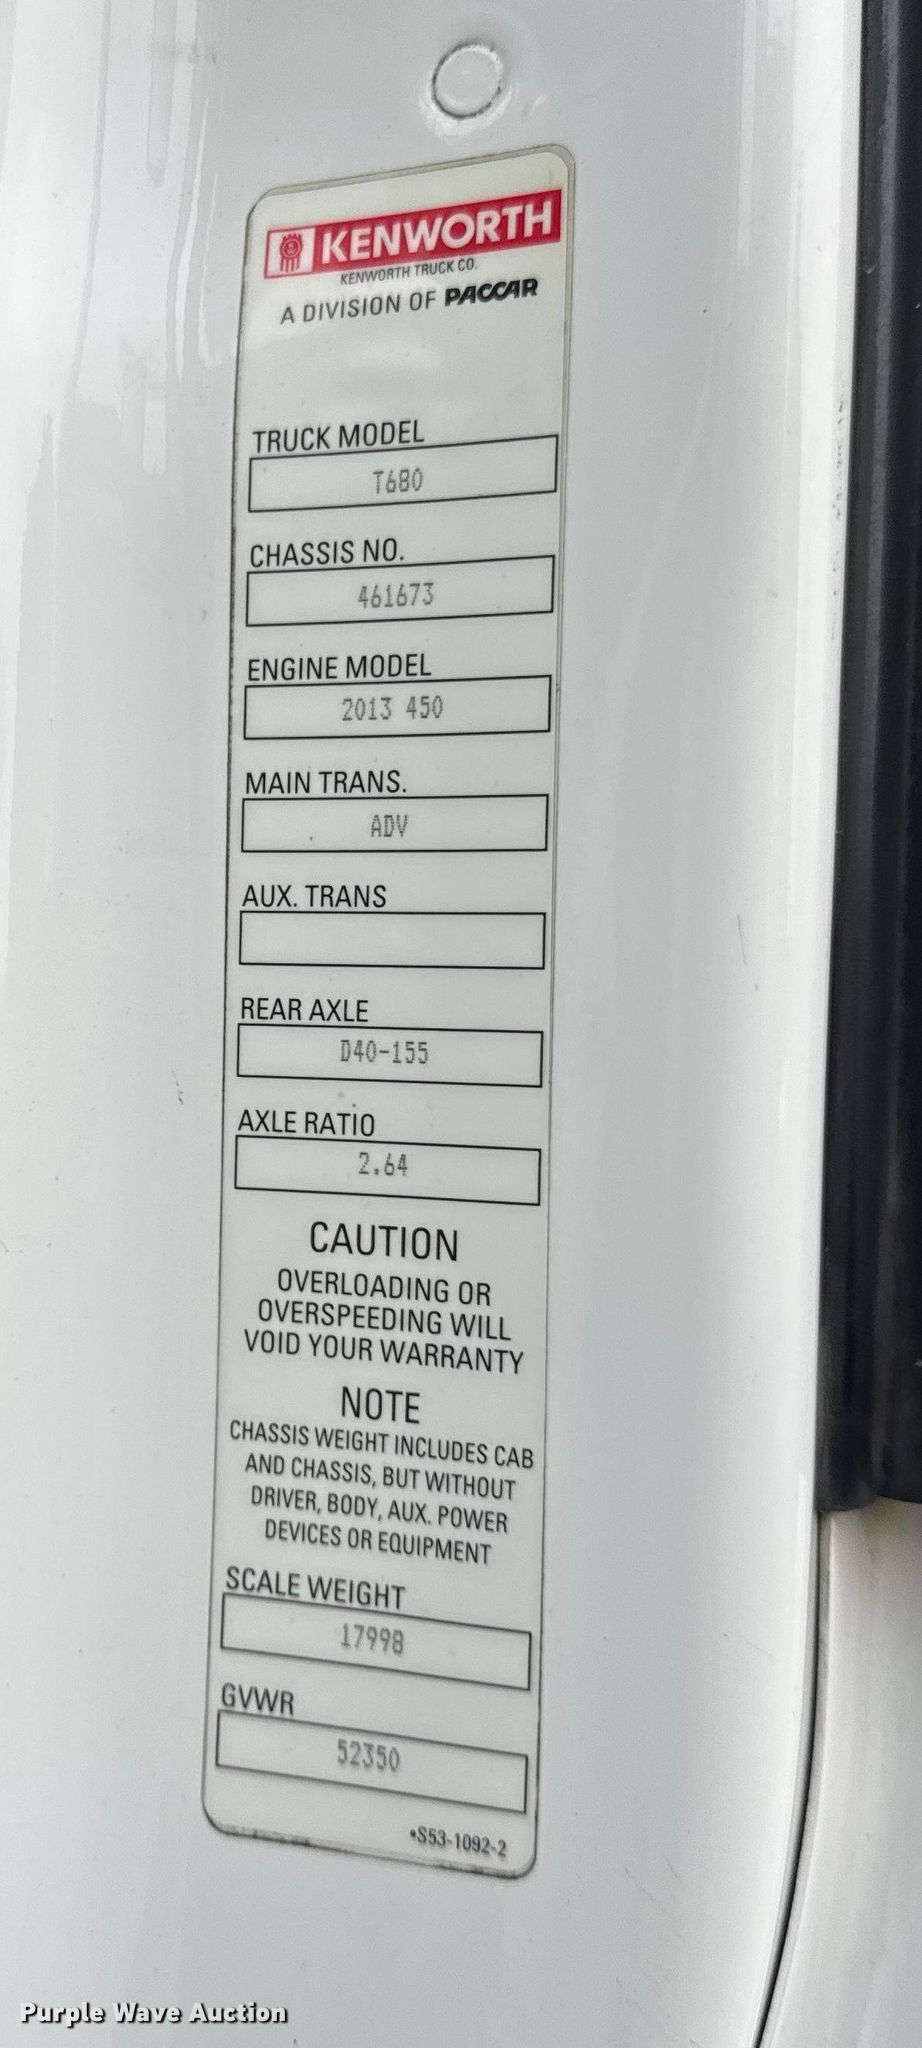 KENWORTH
KENWORTH TRUCK CO.
A DIVISION OF PACCAR
TRUCK MODEL
T680
CHASSIS NO.
461673
ENGINE MODEL
2013 450
MAIN TRANS.
ADV
AUX. TRANS
REAR AXLE
D40-155
AXLE RATIO
2.64
CAUTION
OVERLOADING OR
OVERSPEEDING WILL
VOID YOUR WARRANTY
NOTE
CHASSIS WEIGHT INCLUDES CAB
AND CHASSIS, BUT WITHOUT
DRIVER, BODY, AUX. POWER
DEVICES OR EQUIPMENT
SCALE WEIGHT
17998
GVWR
52350
•S53-1092-2
Purple Wave Auction